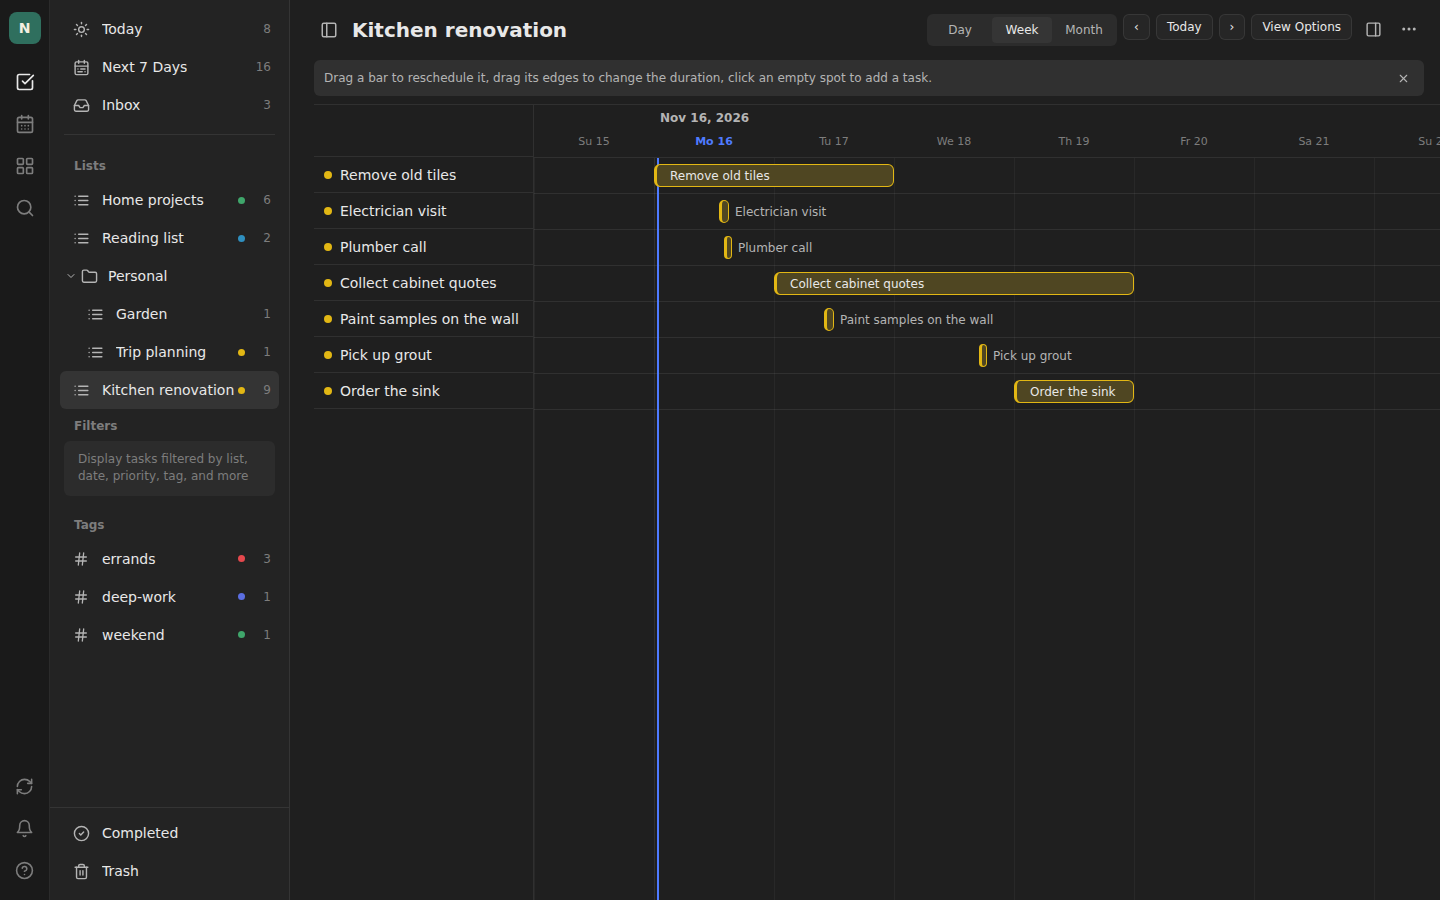 N
Today 8
Next 7 Days 16
Inbox 3
Lists
Home projects 6
Reading list 2
Personal
Garden 1
Trip planning 1
Kitchen renovation 9
Filters
Display tasks filtered by list,
date, priority, tag, and more
Tags
# errands 3
# deep-work 1
# weekend 1
Completed
Trash
Kitchen renovation
Day Week Month ‹ Today › View Options
Drag a bar to reschedule it, drag its edges to change the duration, click an empty spot to add a task.
Nov 16, 2026
Su 15 Mo 16 Tu 17 We 18 Th 19 Fr 20 Sa 21 Su
Remove old tiles Remove old tiles
Electrician visit Electrician visit
Plumber call Plumber call
Collect cabinet quotes Collect cabinet quotes
Paint samples on the wall Paint samples on the wall
Pick up grout Pick up grout
Order the sink Order the sink